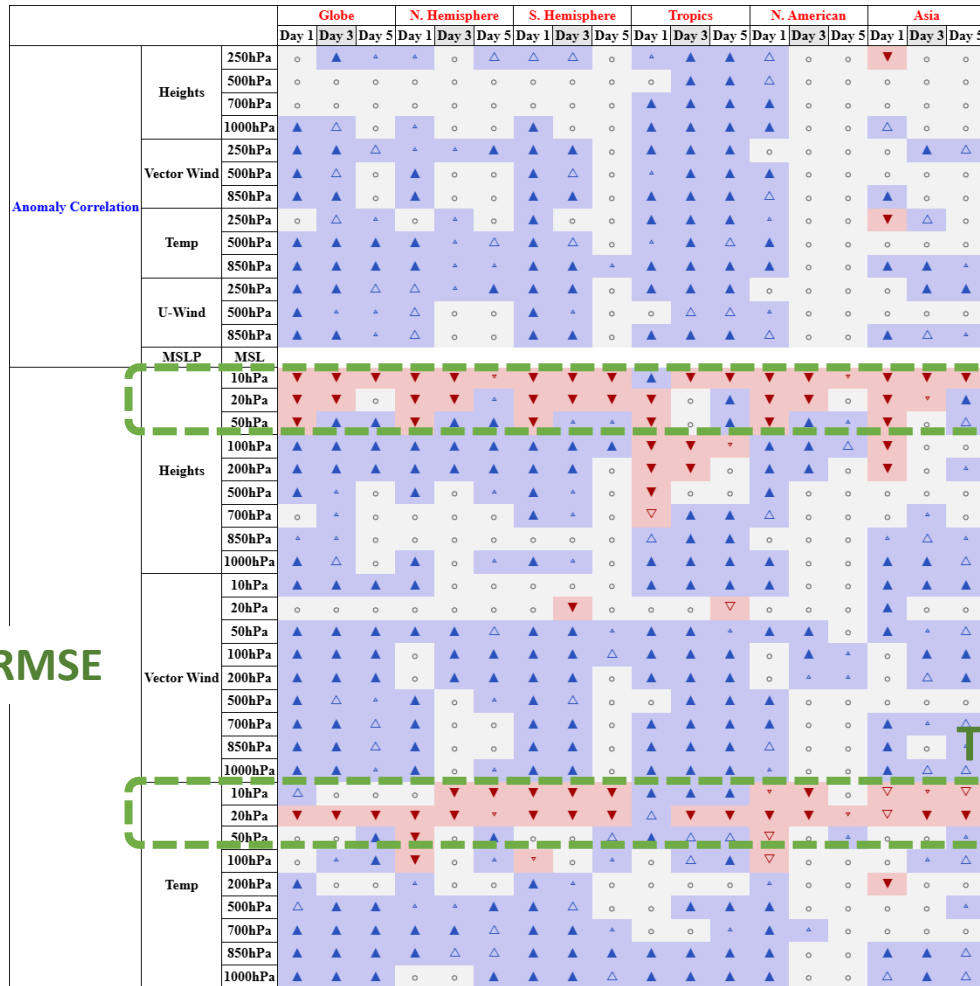 Globe N. Hemisphere S. Hemisphere Tropics N. American Asia
Day 1 Day 3 Day 5 Day 1 Day 3 Day 5 Day 1 Day 3 Day 5 Day 1 Day 3 Day 5 Day 1 Day 3 Day 5 Day 1 Day 3 Day 5
Anomaly Correlation
Heights
250hPa
500hPa
700hPa
1000hPa
Vector Wind
250hPa
500hPa
850hPa
Temp
250hPa
500hPa
850hPa
U-Wind
250hPa
500hPa
850hPa
MSLP MSL
RMSE
Heights
10hPa
20hPa
50hPa
100hPa
200hPa
500hPa
700hPa
850hPa
1000hPa
Vector Wind
10hPa
20hPa
50hPa
100hPa
200hPa
500hPa
700hPa
850hPa
1000hPa
T
Temp
10hPa
20hPa
50hPa
100hPa
200hPa
500hPa
700hPa
850hPa
1000hPa